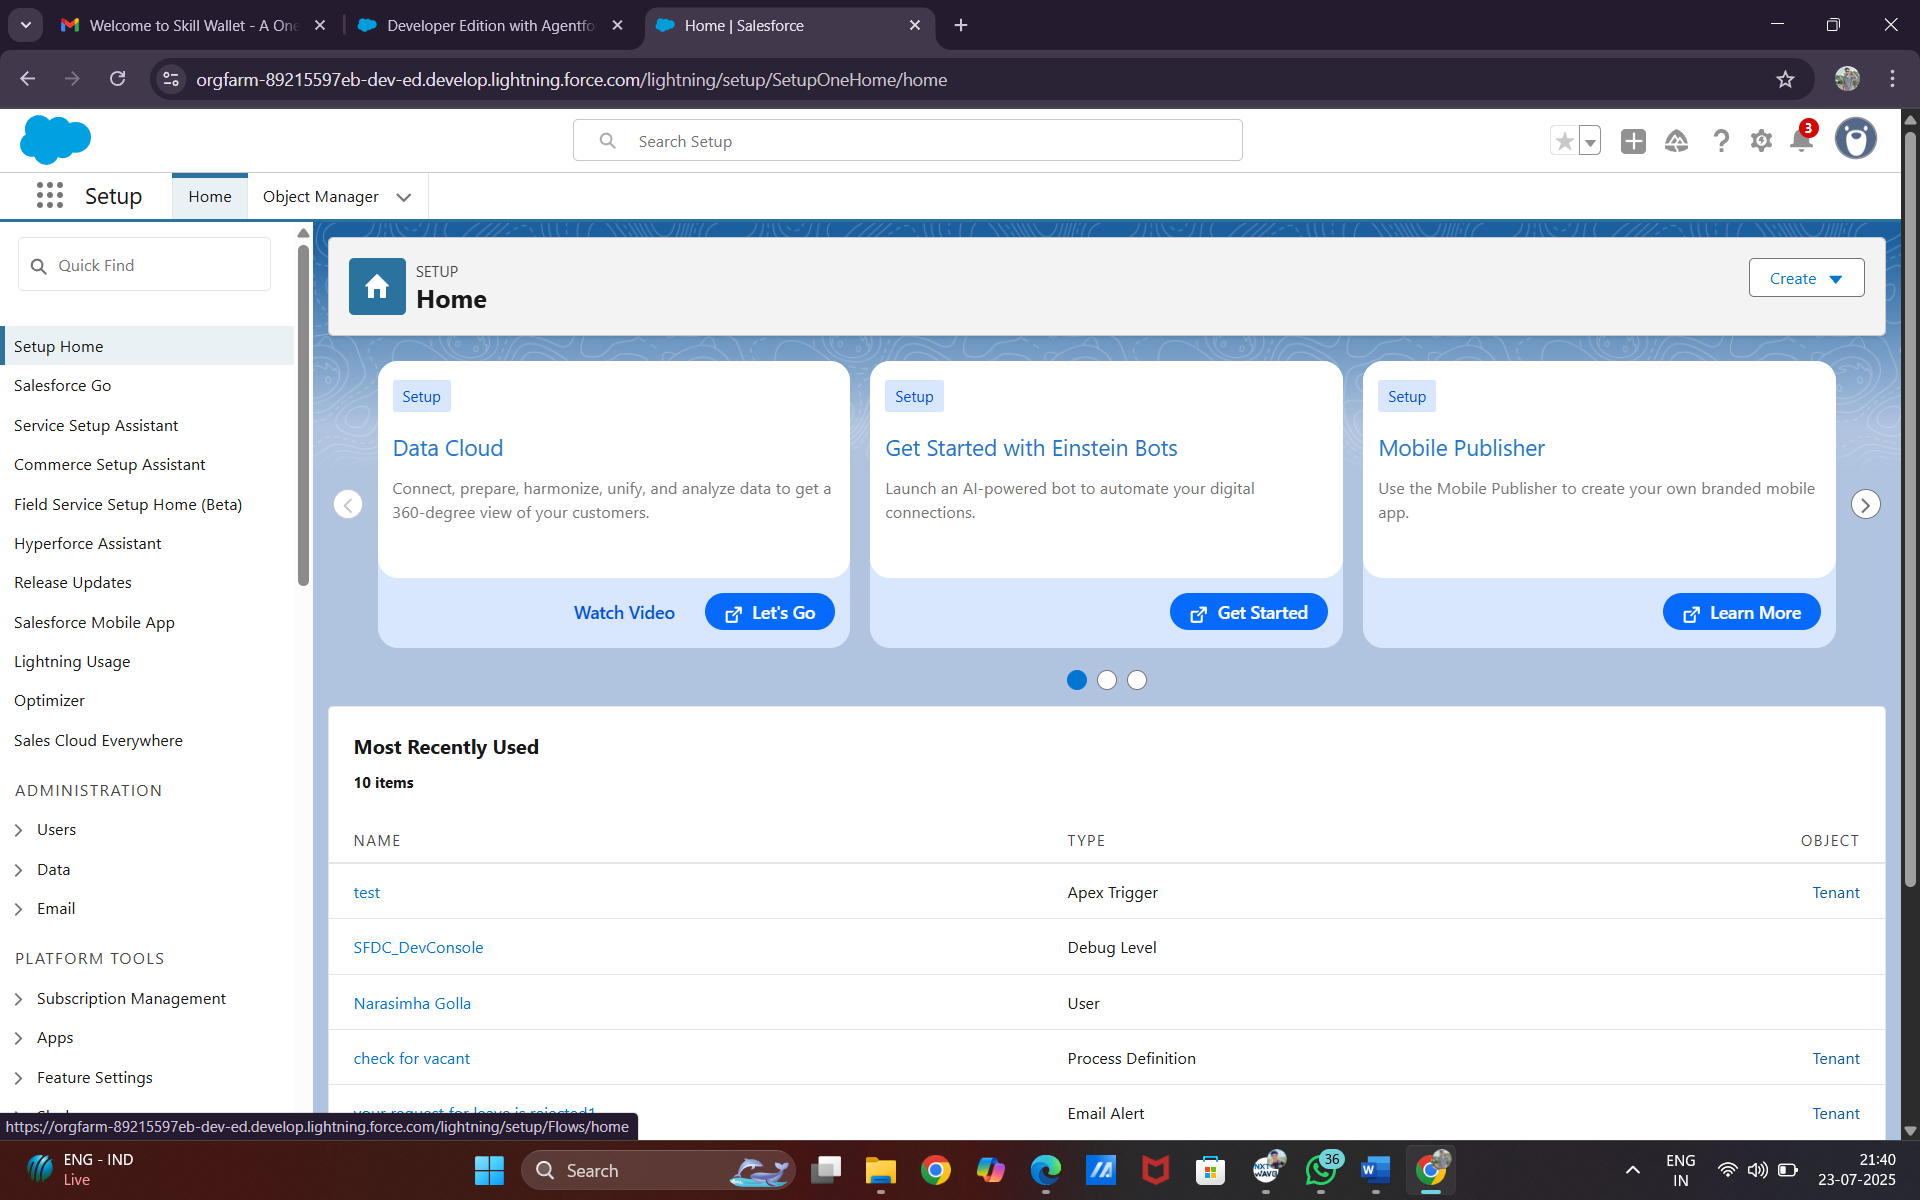 Welcome to Skill Wallet - A One
Developer Edition with Agentfo
Home | Salesforce
orgfarm-89215597eb-dev-ed.develop.lightning.force.com/lightning/setup/SetupOneHome/home
Search Setup
3
Setup
Home
Object Manager
Quick Find
Setup Home
Salesforce Go
Service Setup Assistant
Commerce Setup Assistant
Field Service Setup Home (Beta)
Hyperforce Assistant
Release Updates
Salesforce Mobile App
Lightning Usage
Optimizer
Sales Cloud Everywhere
ADMINISTRATION
Users
Data
Email
PLATFORM TOOLS
Subscription Management
Apps
Feature Settings
SETUP
Home
Create
Setup
Data Cloud
Connect, prepare, harmonize, unify, and analyze data to get a
360-degree view of your customers.
Watch Video
Let's Go
Setup
Get Started with Einstein Bots
Launch an AI-powered bot to automate your digital
connections.
Get Started
Setup
Mobile Publisher
Use the Mobile Publisher to create your own branded mobile
app.
Learn More
Most Recently Used
10 items
NAME TYPE OBJECT
test Apex Trigger Tenant
SFDC_DevConsole Debug Level
Narasimha Golla User
check for vacant Process Definition Tenant
your request for leave is rejected1 Email Alert Tenant
https://orgfarm-89215597eb-dev-ed.develop.lightning.force.com/lightning/setup/Flows/home
ENG - IND
Live
Search
36
ENG
IN
21:40
23-07-2025